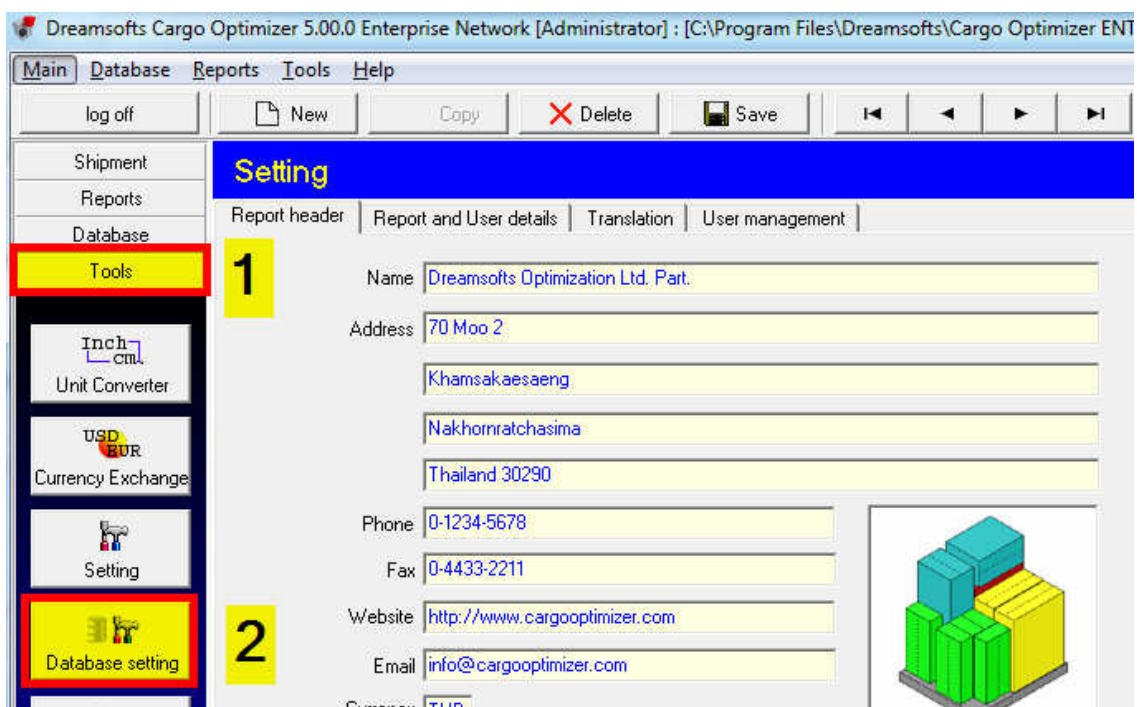 Dreamsofts Cargo Optimizer 5.00.0 Enterprise Network [Administrator] : [C:\Program Files\Dreamsofts\Cargo Optimizer ENT
Main Database Reports Tools Help
log off New Copy Delete Save
Shipment
Reports
Database
Tools
Inch
cm
Unit Converter
USD
EUR
Currency Exchange
Setting
Database setting
Setting
Report header Report and User details Translation User management
1
Name Dreamsofts Optimization Ltd. Part.
Address 70 Moo 2
Khamsakaesaeng
Nakhornratchasima
Thailand 30290
Phone 0-1234-5678
Fax 0-4433-2211
2
Website http://www.cargooptimizer.com
Email info@cargooptimizer.com
Currency THB